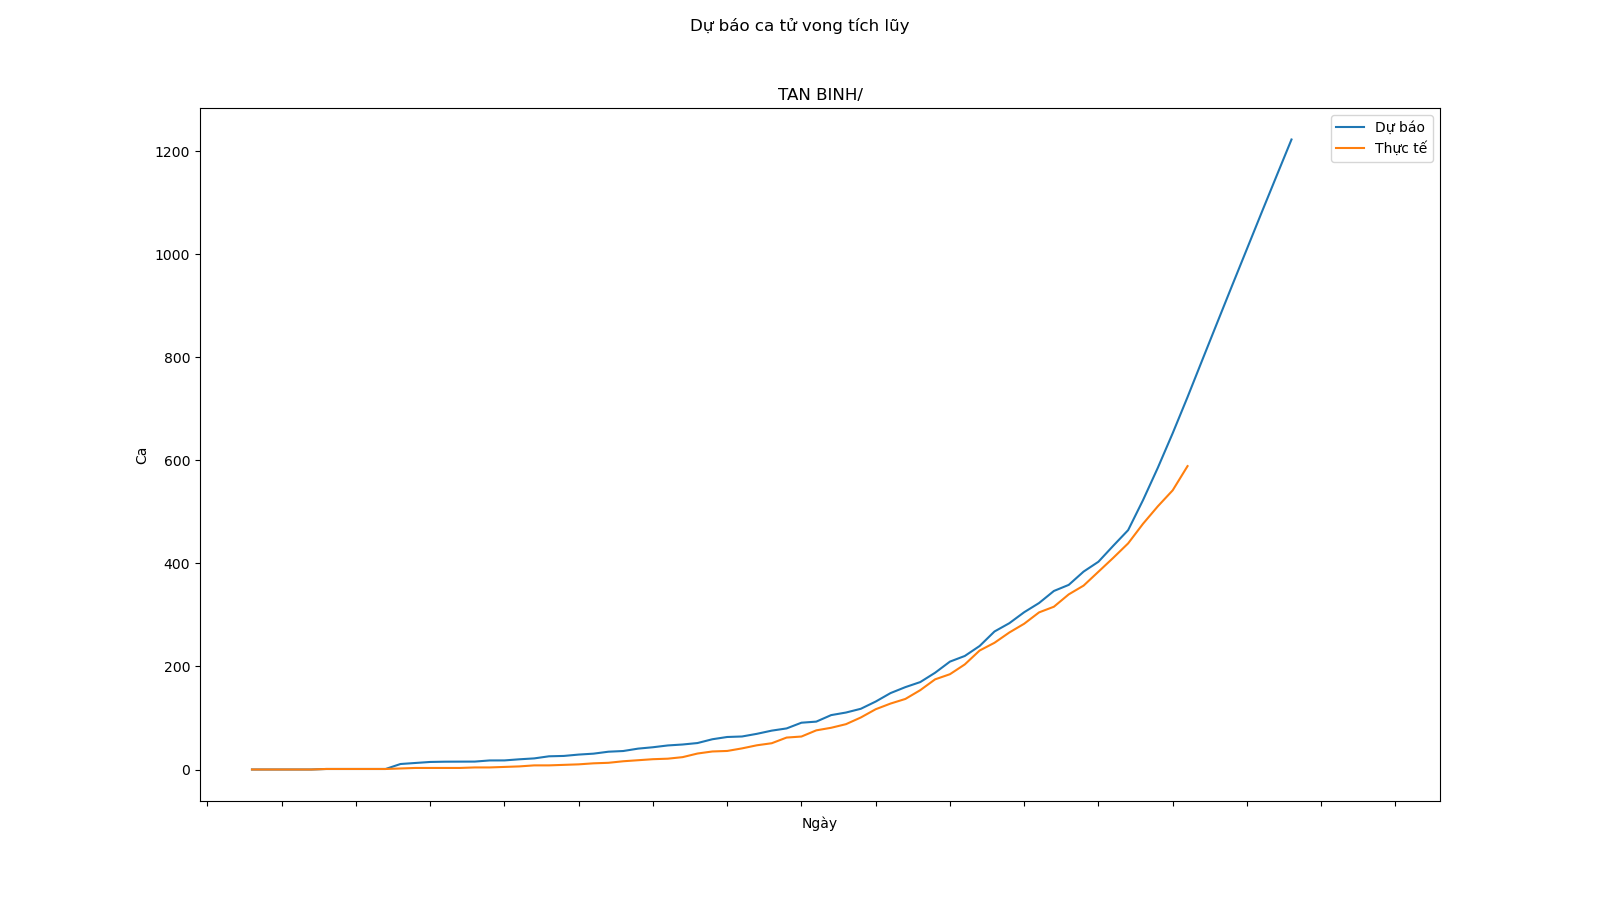 Dự báo ca tử vong tích lũy
TAN BINH/
Dự báo
Thực tế
1200
1000
800
600
400
200
0
Ca
Ngày